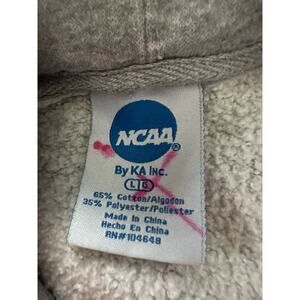 NCAA®
By KA Inc.
L G
65% Cotton/Algodon
35% Polyester/Poliester
Made In China
Hecho En China
RN#104648